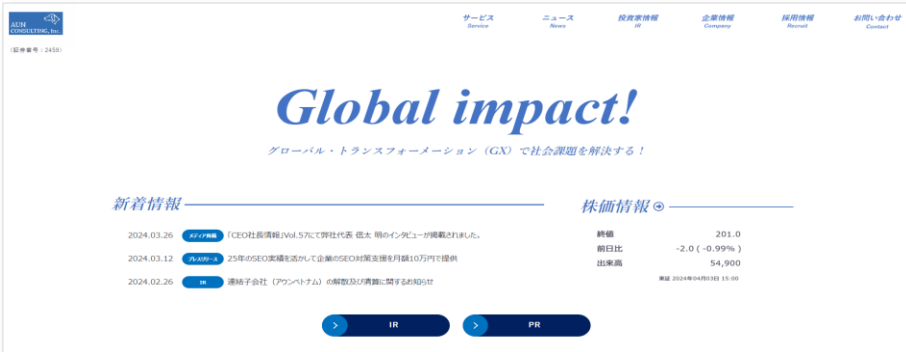 AUN
CONSULTING, Inc.
(証券番号:2459)
サービス
Service
ニュース
News
投資家情報
IR
企業情報
Company
採用情報
Recruit
お問い合わせ
Contact
Global impact!
グローバル・トランスフォーメーション(GX)で社会課題を解決する!
新着情報
2024.03.26 メディア掲載 「CEO社長情報」Vol.57にて弊社代表 信太 明のインタビューが掲載されました。
2024.03.12 プレスリリース 25年のSEO実績を活かして企業のSEO対策支援を月額10万円で提供
2024.02.26 IR 連結子会社(アウンベトナム)の解散及び清算に関するお知らせ
株価情報
終値 201.0
前日比 -2.0 ( -0.99% )
出来高 54,900
東証 2024年04月03日 15:00
IR
PR